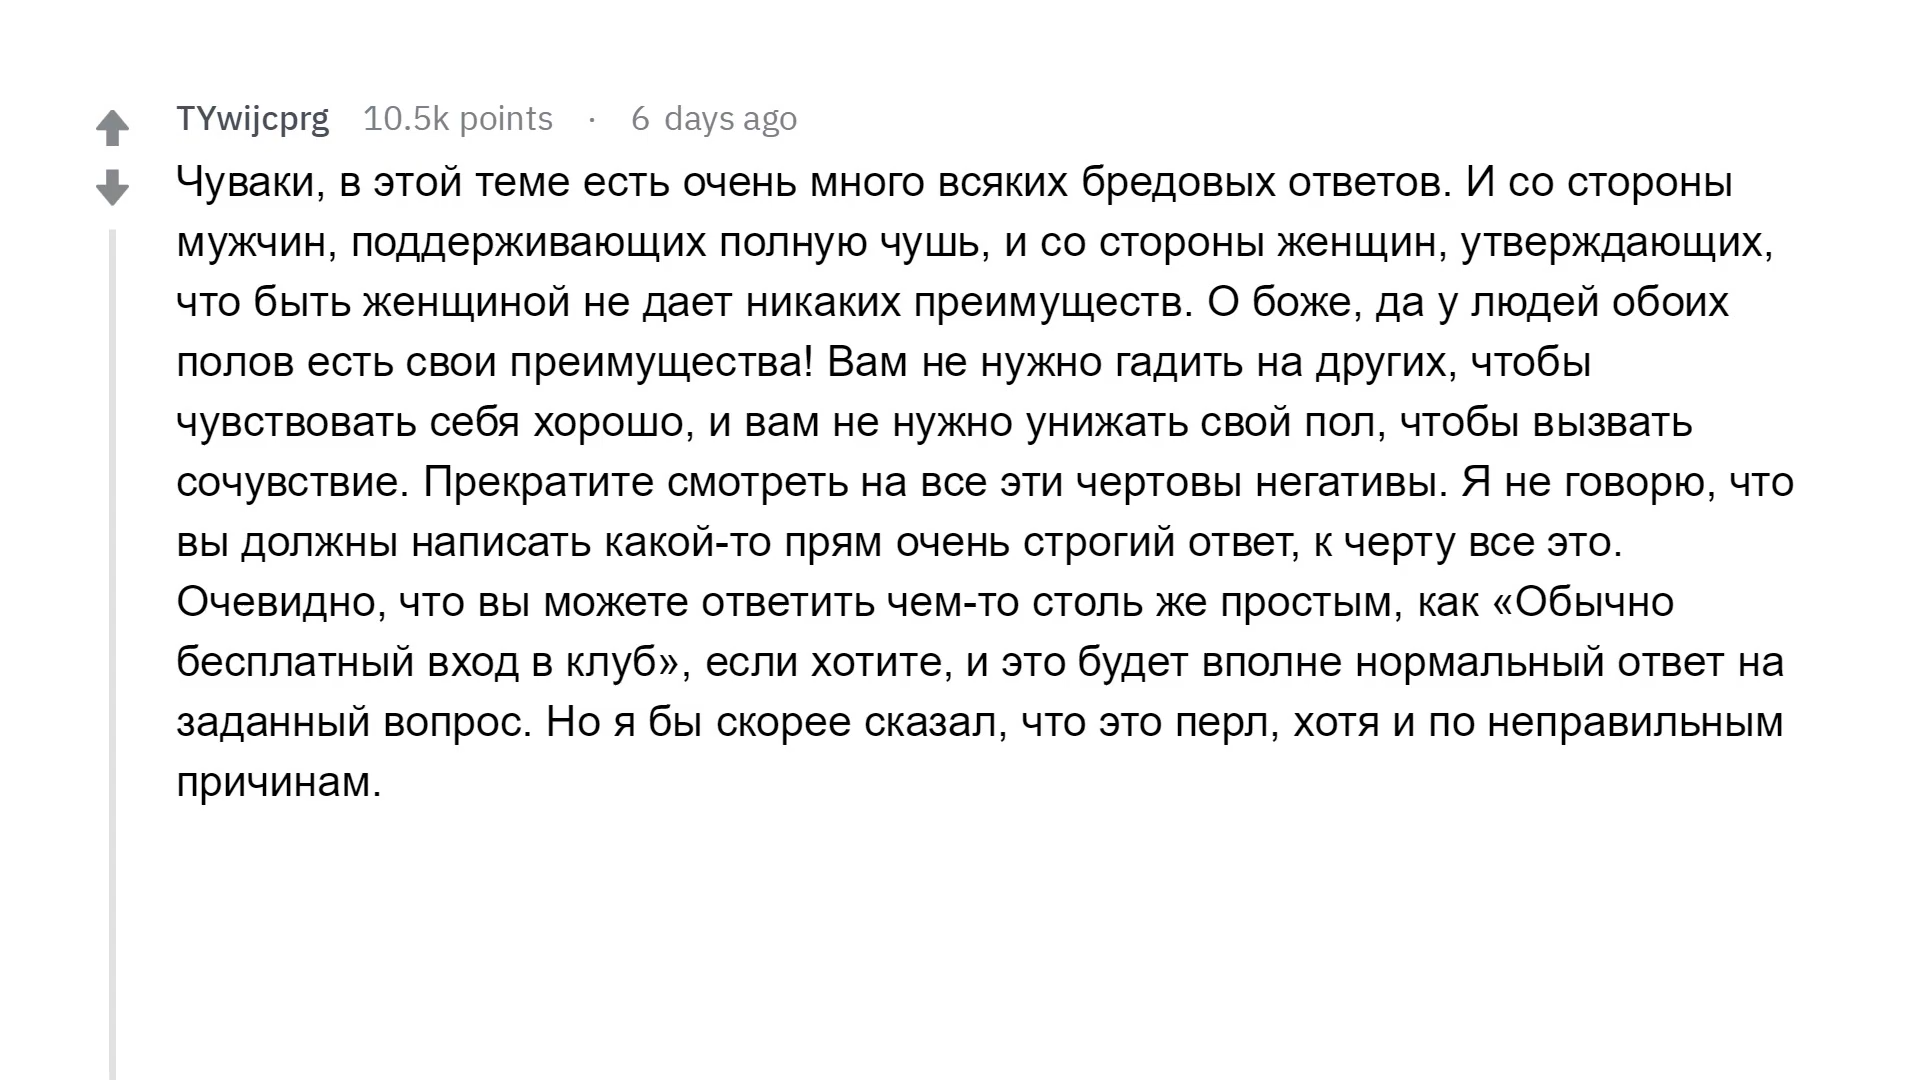 TYwijcprg 10.5k points · 6 days ago
Чуваки, в этой теме есть очень много всяких бредовых ответов. И со стороны
мужчин, поддерживающих полную чушь, и со стороны женщин, утверждающих,
что быть женщиной не дает никаких преимуществ. О боже, да у людей обоих
полов есть свои преимущества! Вам не нужно гадить на других, чтобы
чувствовать себя хорошо, и вам не нужно унижать свой пол, чтобы вызвать
сочувствие. Прекратите смотреть на все эти чертовы негативы. Я не говорю, что
вы должны написать какой-то прям очень строгий ответ, к черту все это.
Очевидно, что вы можете ответить чем-то столь же простым, как «Обычно
бесплатный вход в клуб», если хотите, и это будет вполне нормальный ответ на
заданный вопрос. Но я бы скорее сказал, что это перл, хотя и по неправильным
причинам.